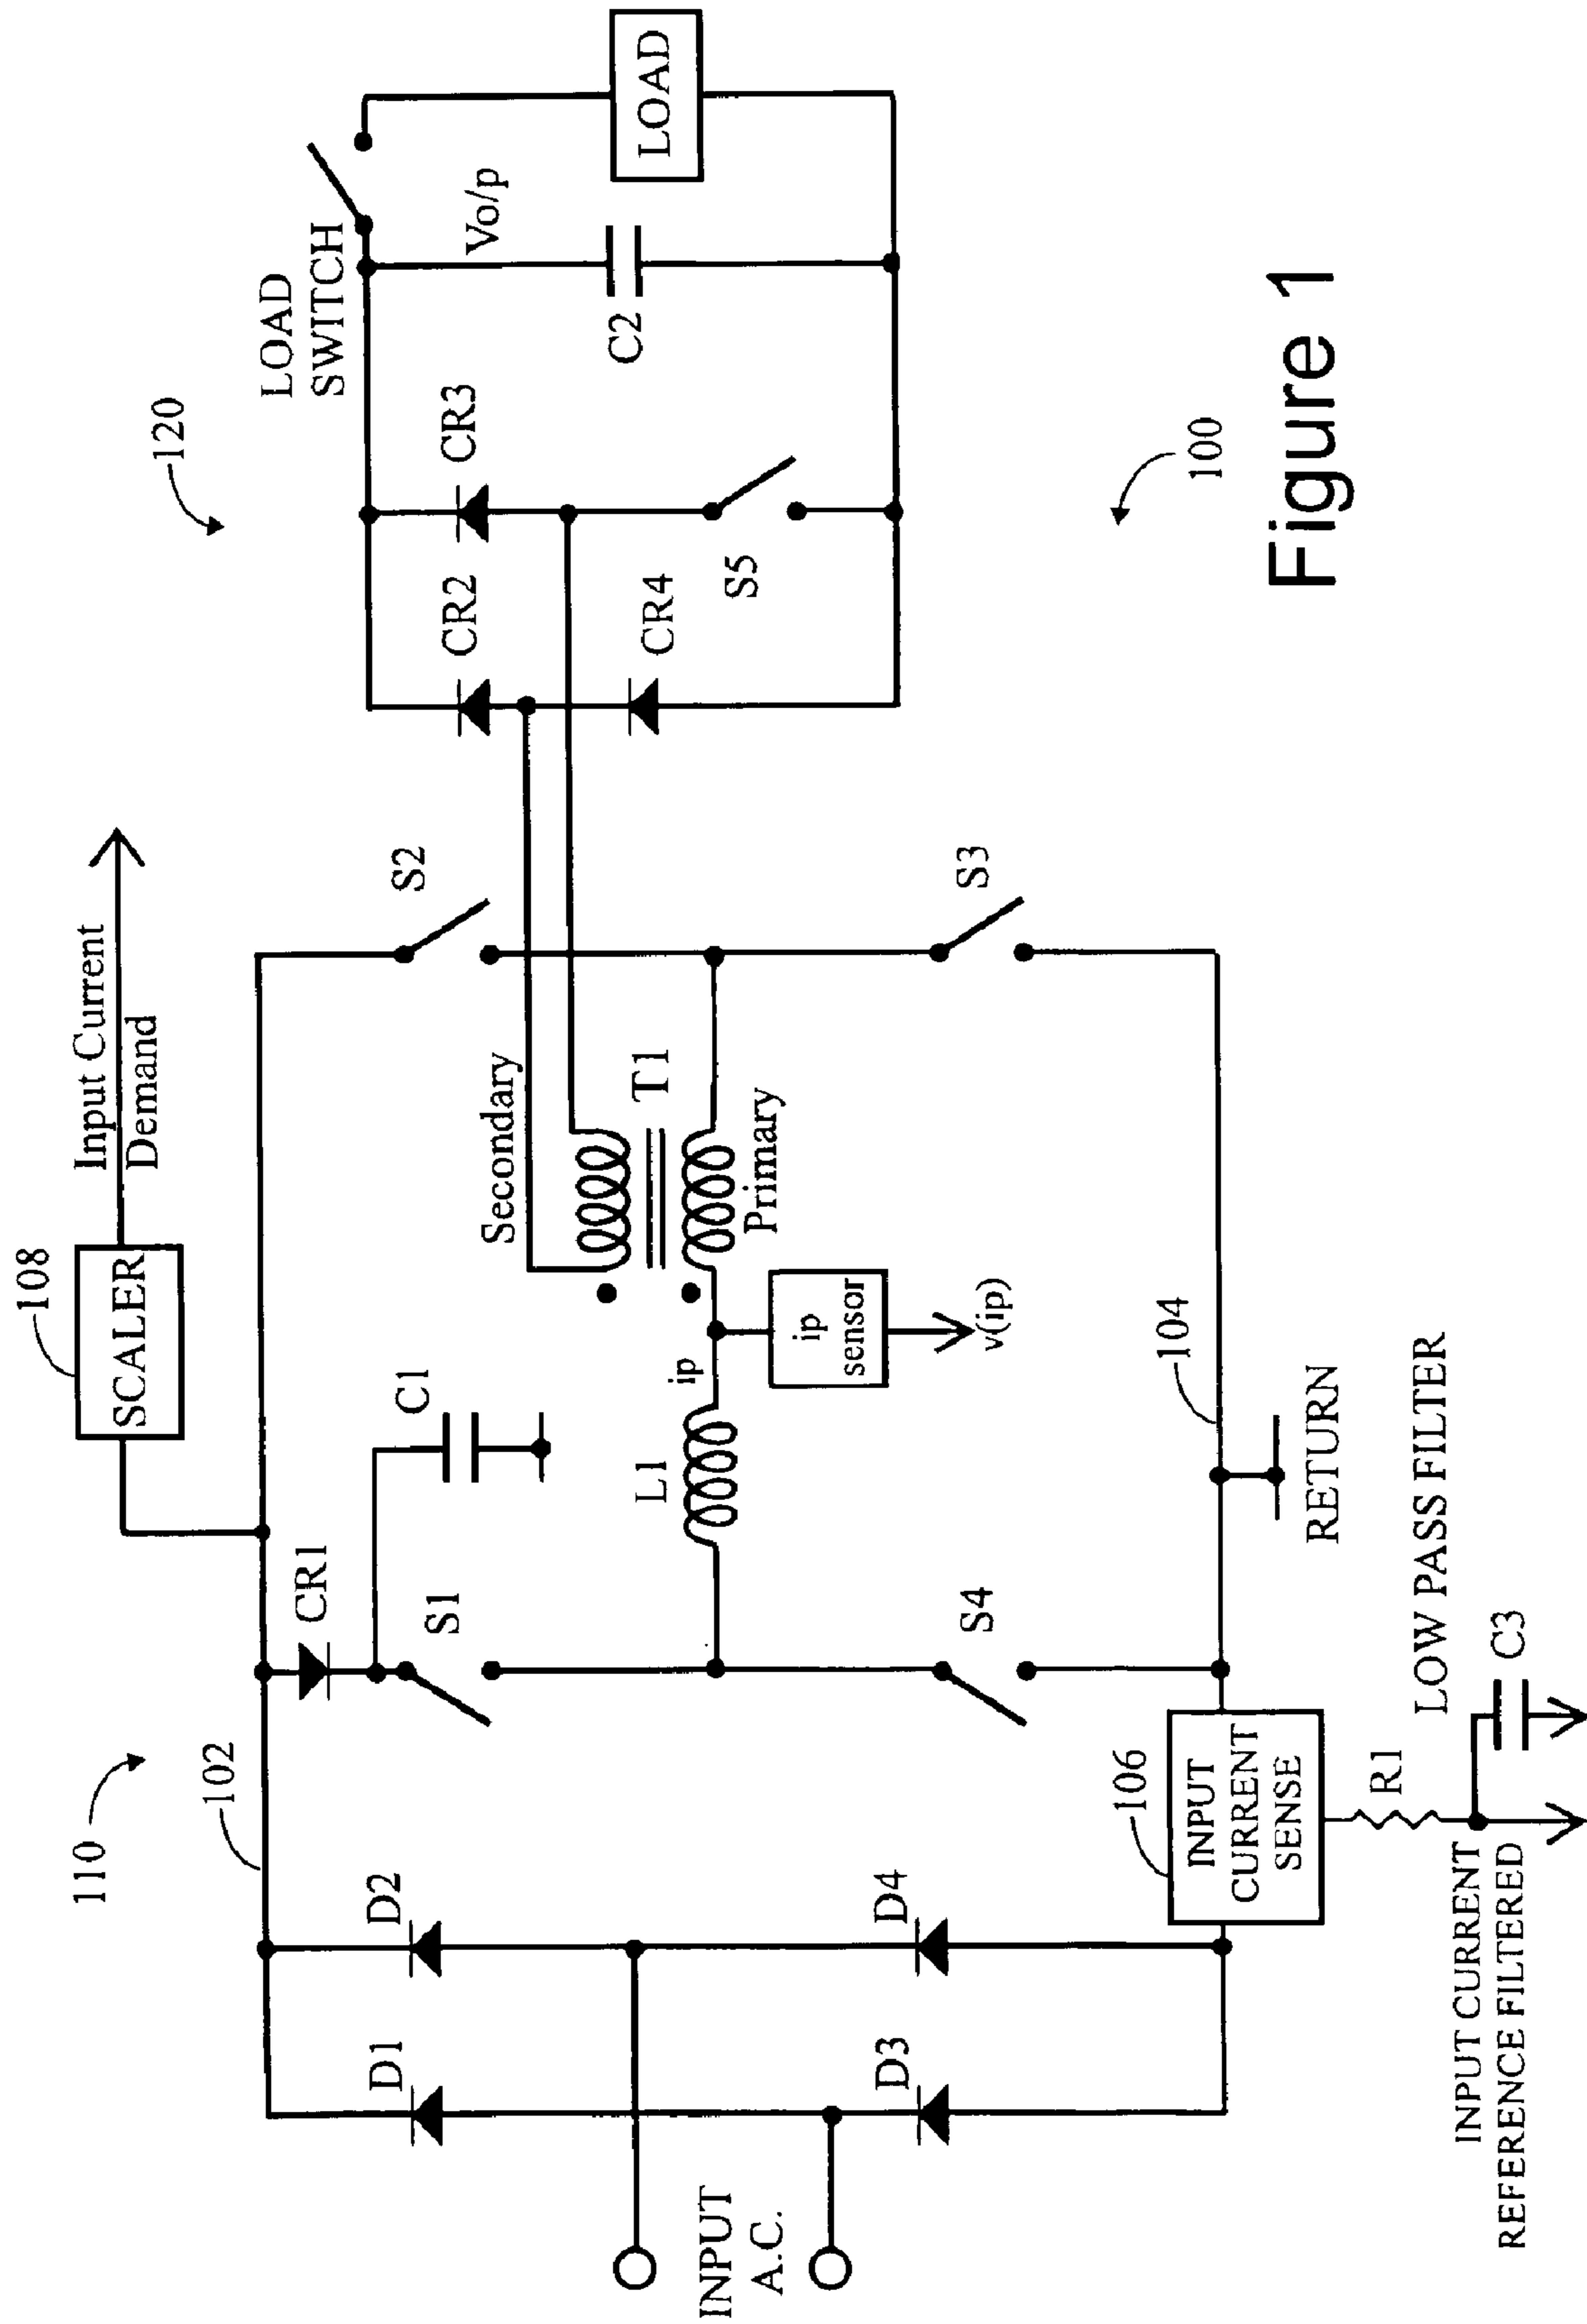 108
SCALER
Input Current
Demand
110
102
CR1
C1
S1
S2
D1
D2
D3
D4
INPUT
A.C.
L1
ip
ip
sensor
v(ip)
Secondary
T1
Primary
S3
S4
104
RETURN
106
INPUT
CURRENT
SENSE
R1
LOW PASS FILTER
C3
INPUT CURRENT
REFERENCE FILTERED
120
LOAD
SWITCH
CR2
CR3
CR4
S5
Vo/p
C2
LOAD
100
Figure 1